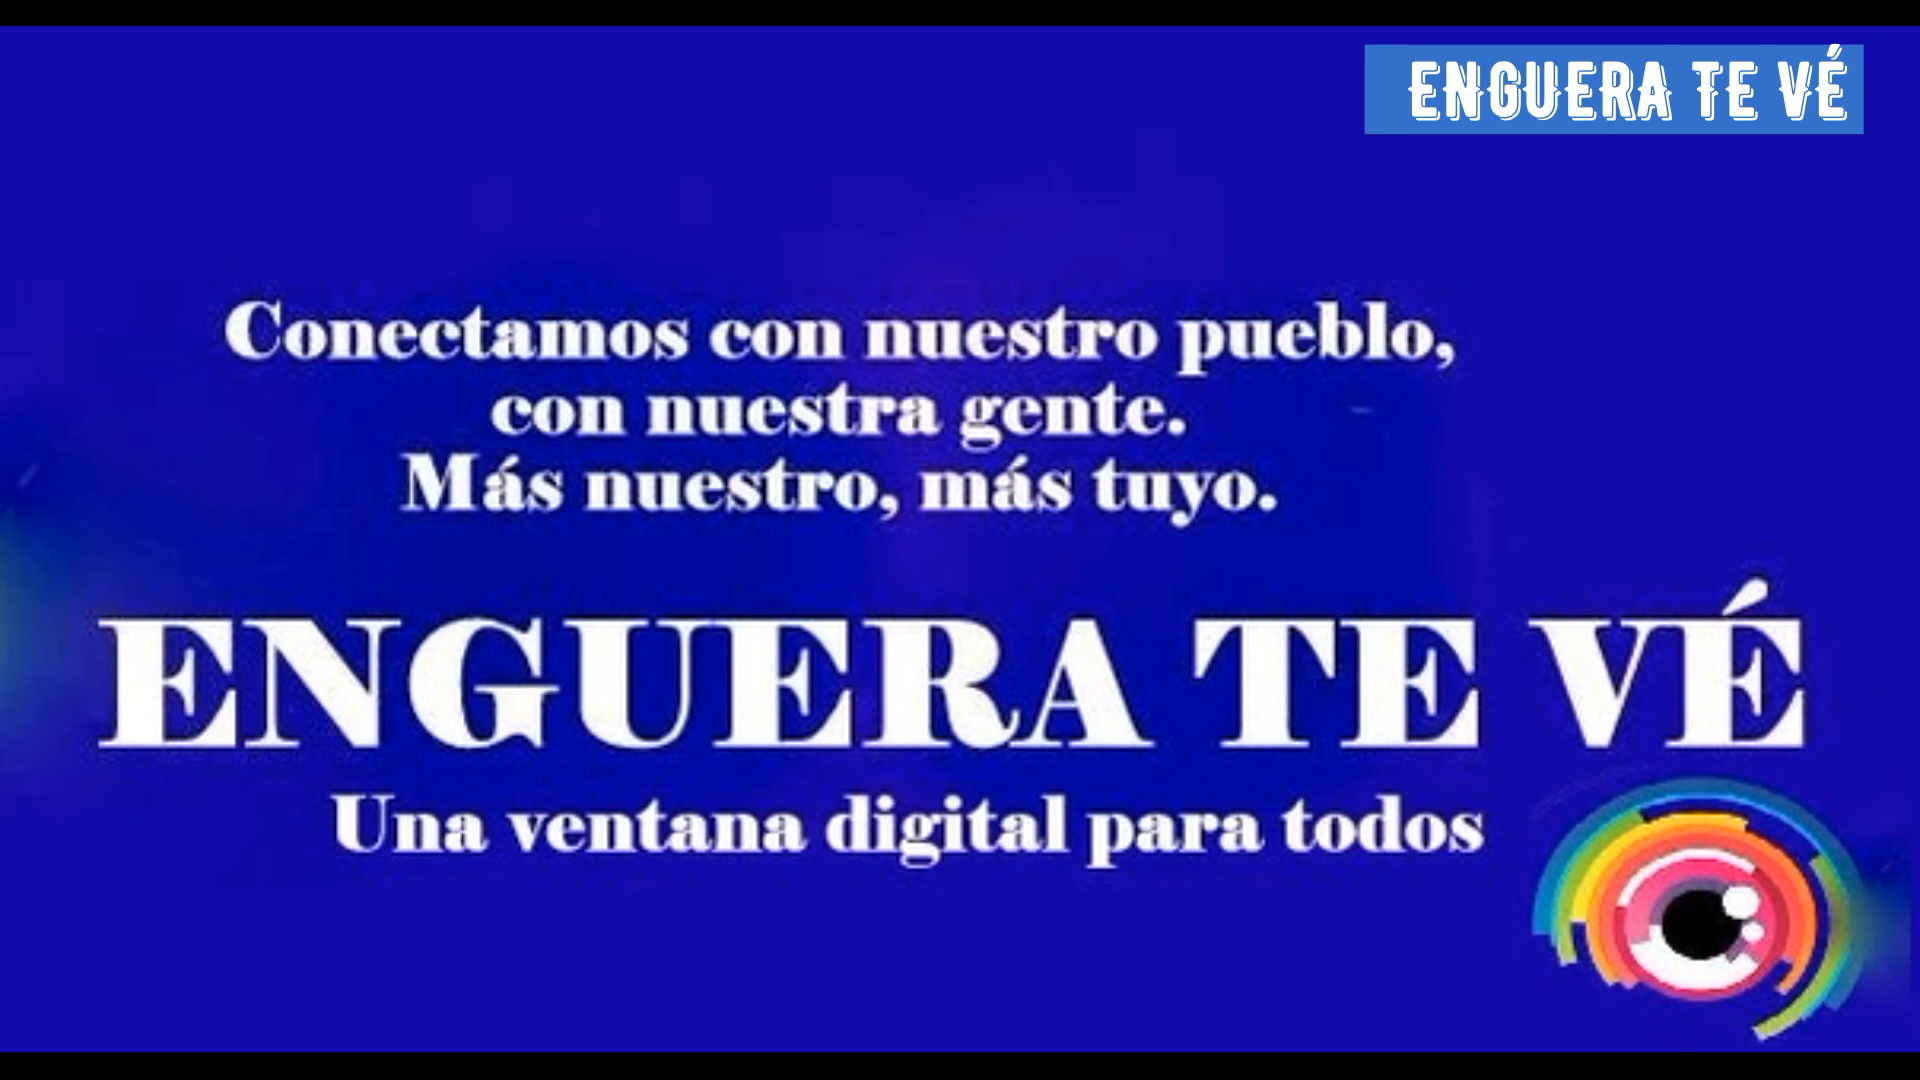 ENGUERA TE VÉ
Conectamos con nuestro pueblo,
con nuestra gente.
Más nuestro, más tuyo.
ENGUERA TE VÉ
Una ventana digital para todos